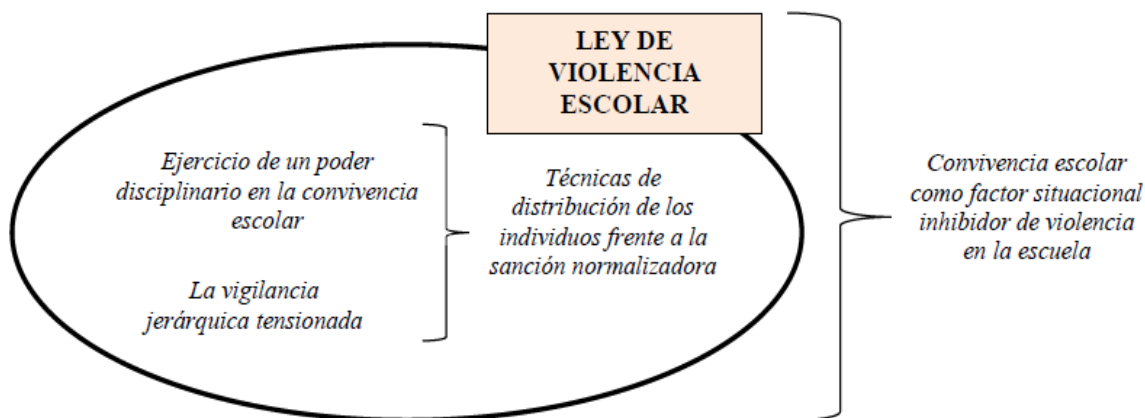 LEY DE
VIOLENCIA
ESCOLAR
Ejercicio de un poder
disciplinario en la convivencia
escolar
La vigilancia
jerárquica tensionada
Técnicas de
distribución de los
individuos frente a la
sanción normalizadora
Convivencia escolar
como factor situacional
inhibidor de violencia
en la escuela